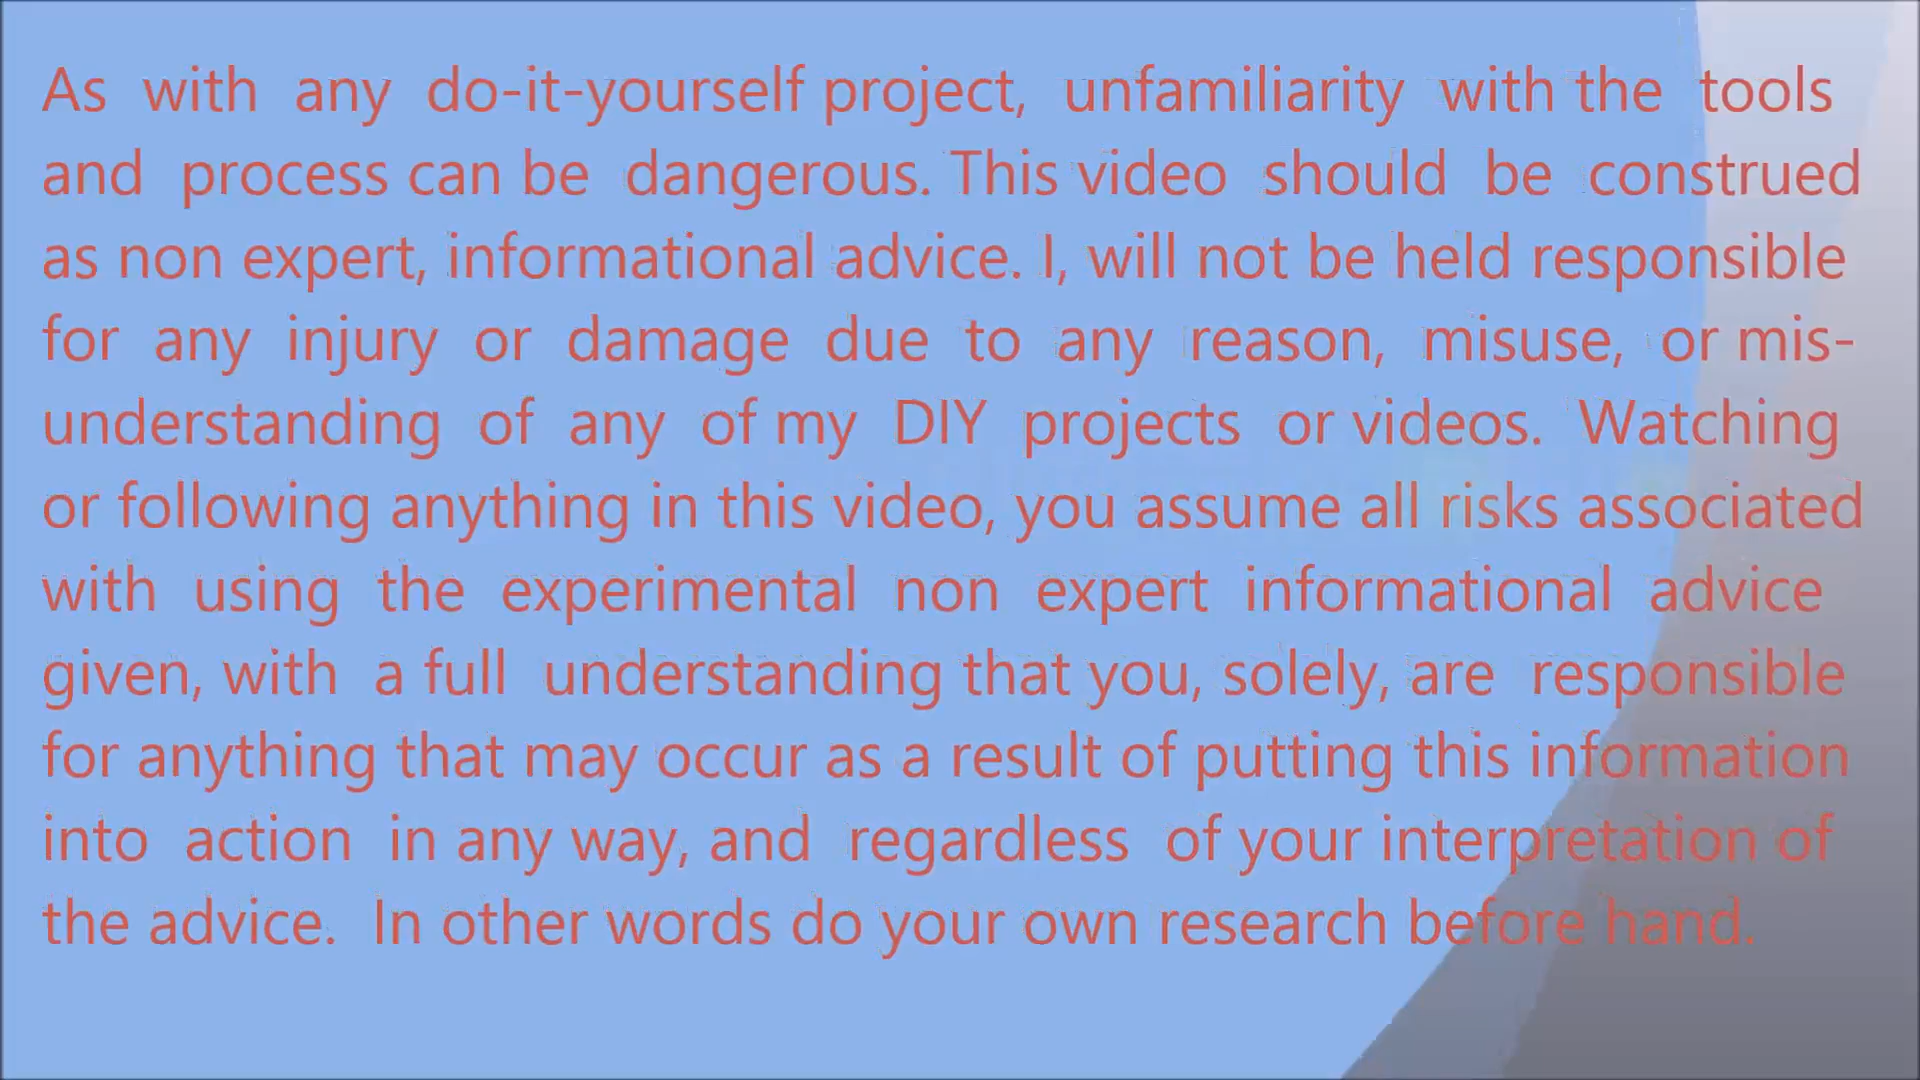 As with any do-it-yourself project, unfamiliarity with the tools
and process can be dangerous. This video should be construed
as non expert, informational advice. I, will not be held responsible
for any injury or damage due to any reason, misuse, or mis-
understanding of any of my DIY projects or videos. Watching
or following anything in this video, you assume all risks associated
with using the experimental non expert informational advice
given, with a full understanding that you, solely, are responsible
for anything that may occur as a result of putting this information
into action in any way, and regardless of your interpretation of
the advice. In other words do your own research before hand.